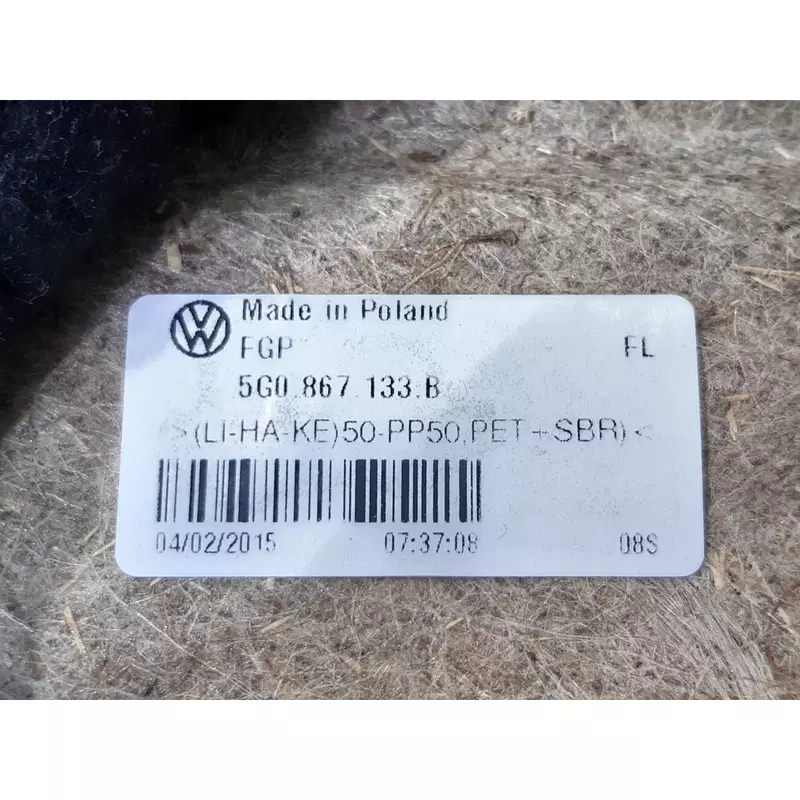 Made in Poland
FGP FL
5G0.867.133.B
>(LI-HA-KE)50-PP50,PET+SBR)<
04/02/2015 07:37:08 08S